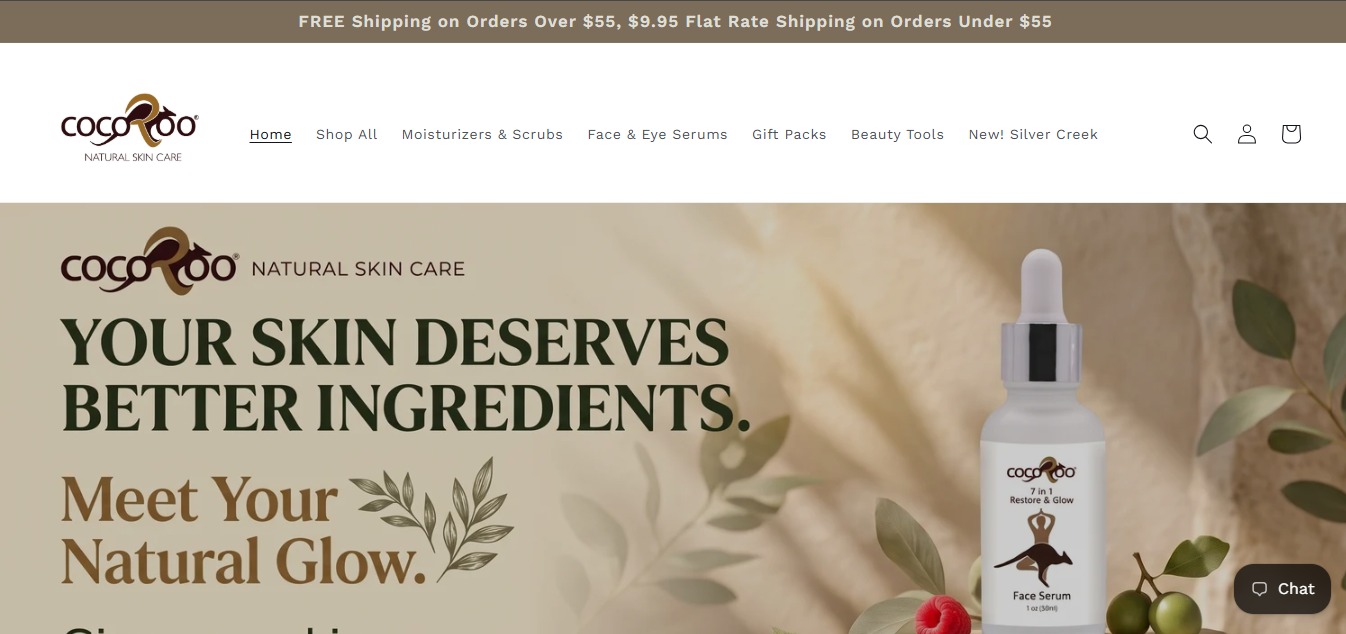 FREE Shipping on Orders Over $55, $9.95 Flat Rate Shipping on Orders Under $55
COCOROO®
NATURAL SKIN CARE
Home Shop All Moisturizers & Scrubs Face & Eye Serums Gift Packs Beauty Tools New! Silver Creek
COCOROO® NATURAL SKIN CARE
YOUR SKIN DESERVES
BETTER INGREDIENTS.
Meet Your
Natural Glow.
COCOROO®
7 in 1
Restore & Glow
Face Serum
1 oz (30ml)
Chat